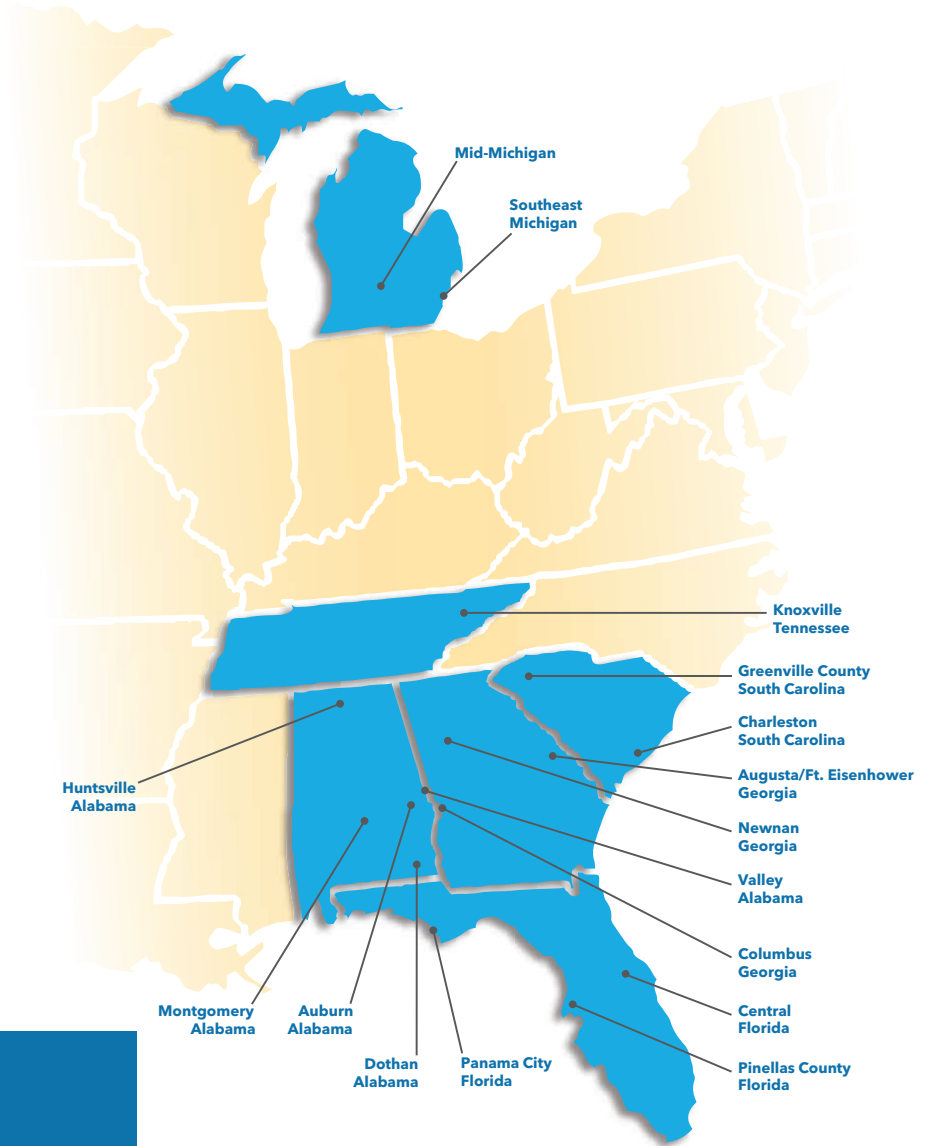 Mid-Michigan
Southeast
Michigan
Knoxville
Tennessee
Greenville County
South Carolina
Charleston
South Carolina
Augusta/Ft. Eisenhower
Georgia
Huntsville
Alabama
Newnan
Georgia
Valley
Alabama
Columbus
Georgia
Montgomery
Alabama
Auburn
Alabama
Central
Florida
Dothan
Alabama
Panama City
Florida
Pinellas County
Florida